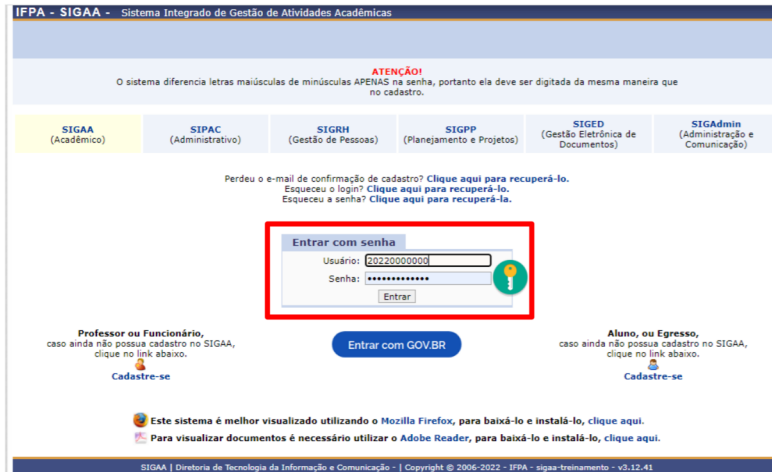 IFPA - SIGAA - Sistema Integrado de Gestão de Atividades Acadêmicas
ATENÇÃO!
O sistema diferencia letras maiúsculas de minúsculas APENAS na senha, portanto ela deve ser digitada da mesma maneira que
no cadastro.
SIGAA
(Acadêmico)
SIPAC
(Administrativo)
SIGRH
(Gestão de Pessoas)
SIGPP
(Planejamento e Projetos)
SIGED
(Gestão Eletrônica de
Documentos)
SIGAdmin
(Administração e
Comunicação)
Perdeu o e-mail de confirmação de cadastro? Clique aqui para recuperá-lo.
Esqueceu o login? Clique aqui para recuperá-lo.
Esqueceu a senha? Clique aqui para recuperá-la.
Entrar com senha
Usuário: 20220000000
Senha: •••••••••••••
Entrar
Professor ou Funcionário,
caso ainda não possua cadastro no SIGAA,
clique no link abaixo.
Cadastre-se
Entrar com GOV.BR
Aluno, ou Egresso,
caso ainda não possua cadastro no SIGAA,
clique no link abaixo.
Cadastre-se
Este sistema é melhor visualizado utilizando o Mozilla Firefox, para baixá-lo e instalá-lo, clique aqui.
Para visualizar documentos é necessário utilizar o Adobe Reader, para baixá-lo e instalá-lo, clique aqui.
SIGAA | Diretoria de Tecnologia da Informação e Comunicação - | Copyright © 2006-2022 - IFPA - sigaa-treinamento - v3.12.41